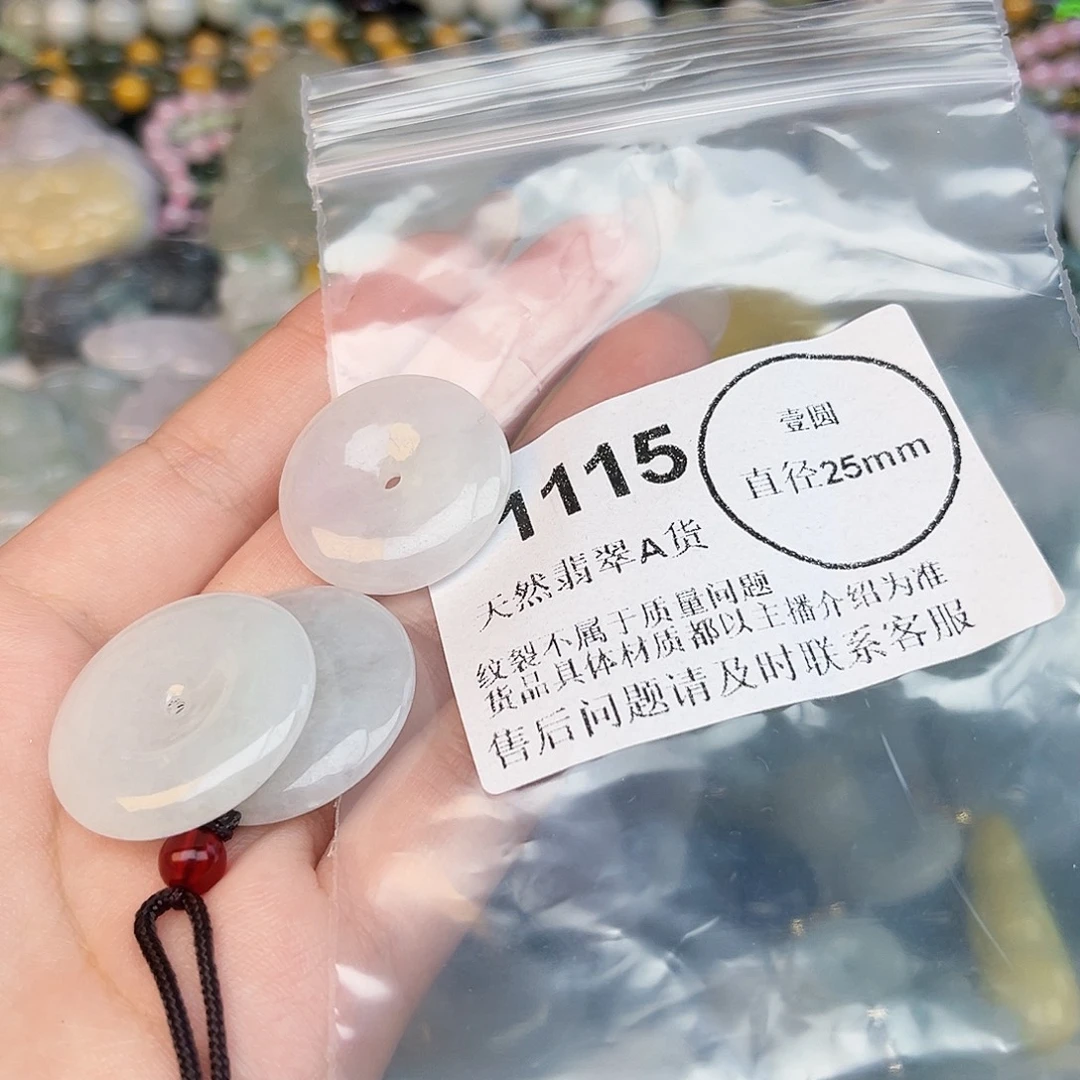 1115
壹圆
直径25mm
天然翡翠A货
纹裂不属于质量问题
货品具体材质都以主播介绍为准
售后问题请及时联系客服